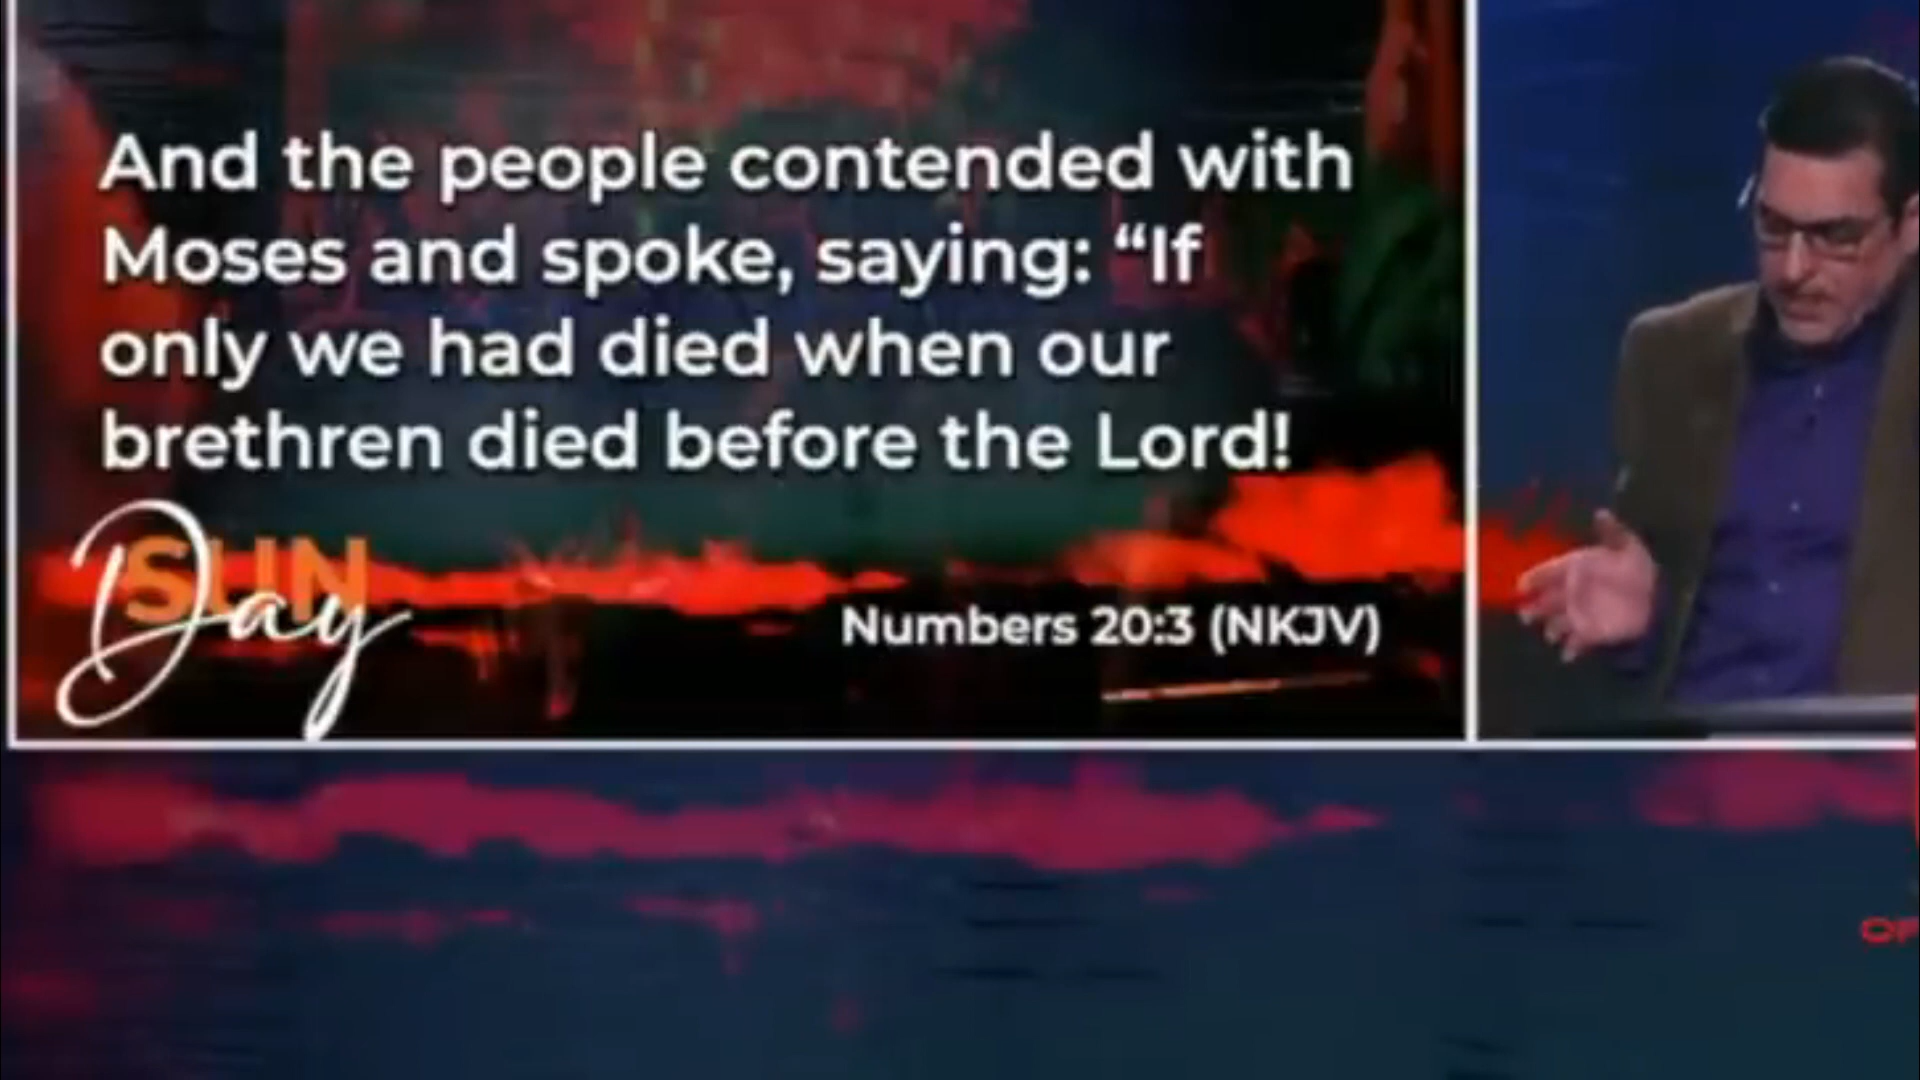 And the people contended with
Moses and spoke, saying: “If
only we had died when our
brethren died before the Lord!
SUN
Day
Numbers 20:3 (NKJV)